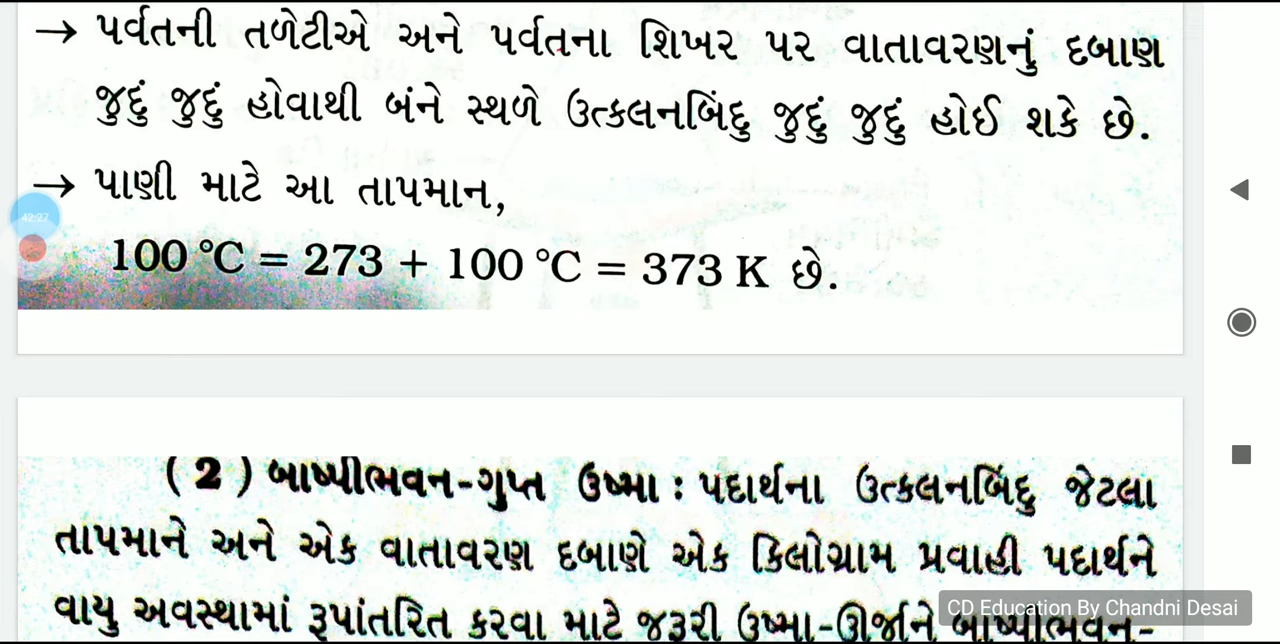 → પર્વતની તળેટીએ અને પર્વતના શિખર પર વાતાવરણનું દબાણ
જુદું જુદું હોવાથી બંને સ્થળે ઉત્કલનબિંદુ જુદું જુદું હોઈ શકે છે.
→ પાણી માટે આ તાપમાન,
42:27
100 °C = 273 + 100 °C = 373 K છે.
(2) બાષ્પીભવન-ગુપ્ત ઉષ્મા : પદાર્થના ઉત્કલનબિંદુ જેટલા
તાપમાને અને એક વાતાવરણ દબાણે એક કિલોગ્રામ પ્રવાહી પદાર્થને
વાયુ અવસ્થામાં રૂપાંતરિત કરવા માટે જરૂરી ઉષ્મા-ઊર્જાને બાષ્પીભવન-
CD Education By Chandni Desai